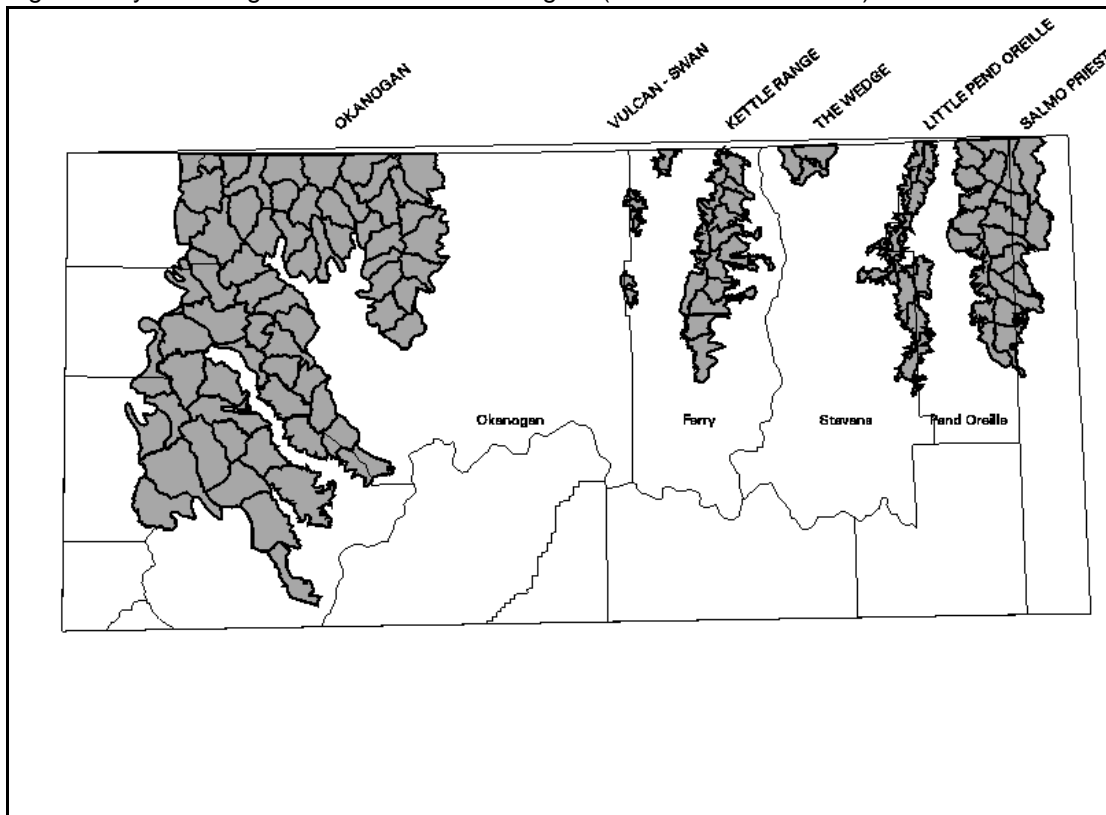 OKANOGAN
VULCAN - SWAN
KETTLE RANGE
THE WEDGE
LITTLE PEND OREILLE
SALMO PRIEST
Okanogan
Ferry
Stevens
Pend Oreille